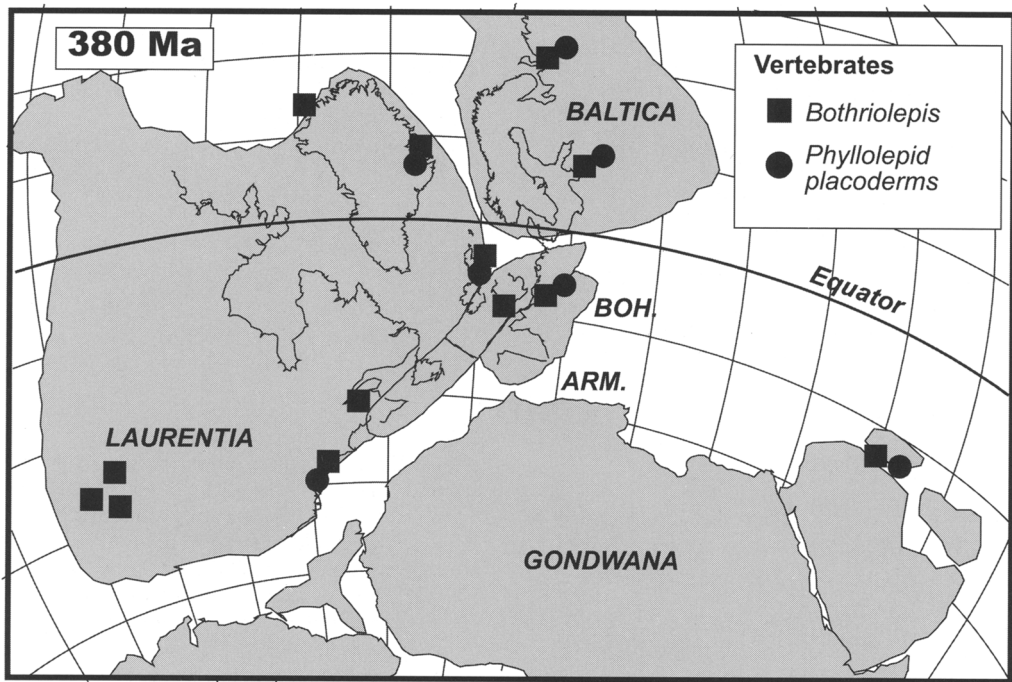 380 Ma
Vertebrates
Bothriolepis
Phyllolepid
placoderms
BALTICA
Equator
BOH.
ARM.
LAURENTIA
GONDWANA